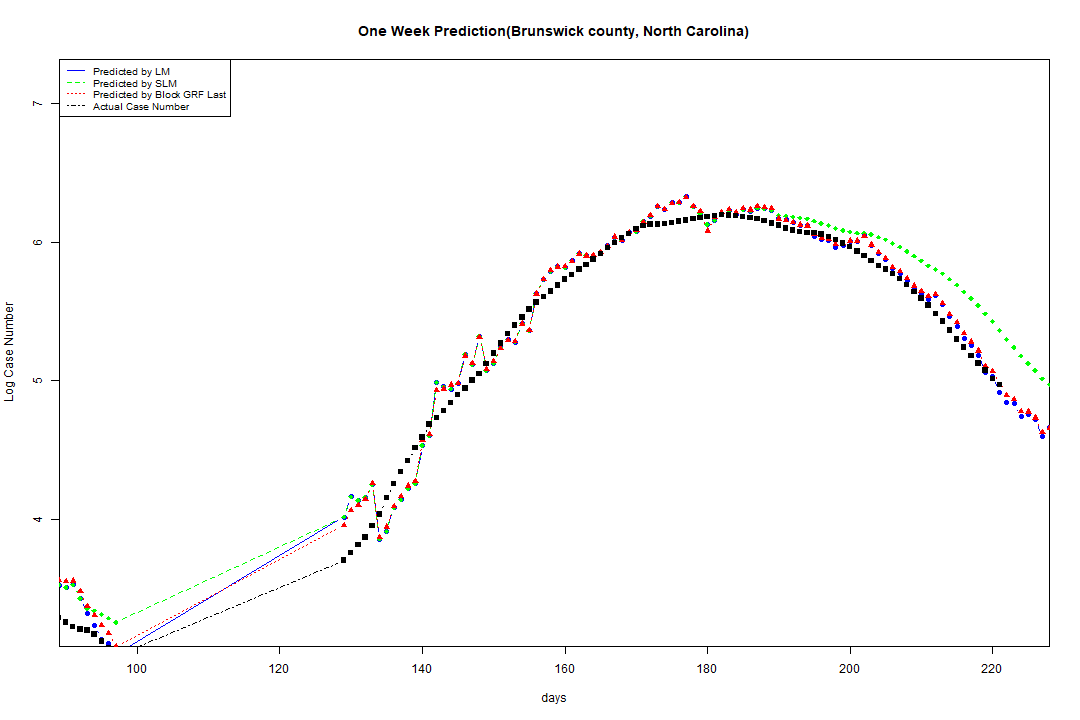 One Week Prediction(Brunswick county, North Carolina)
Predicted by LM
Predicted by SLM
Predicted by Block GRF Last
Actual Case Number
7
6
5
4
Log Case Number
100 120 140 160 180 200 220
days